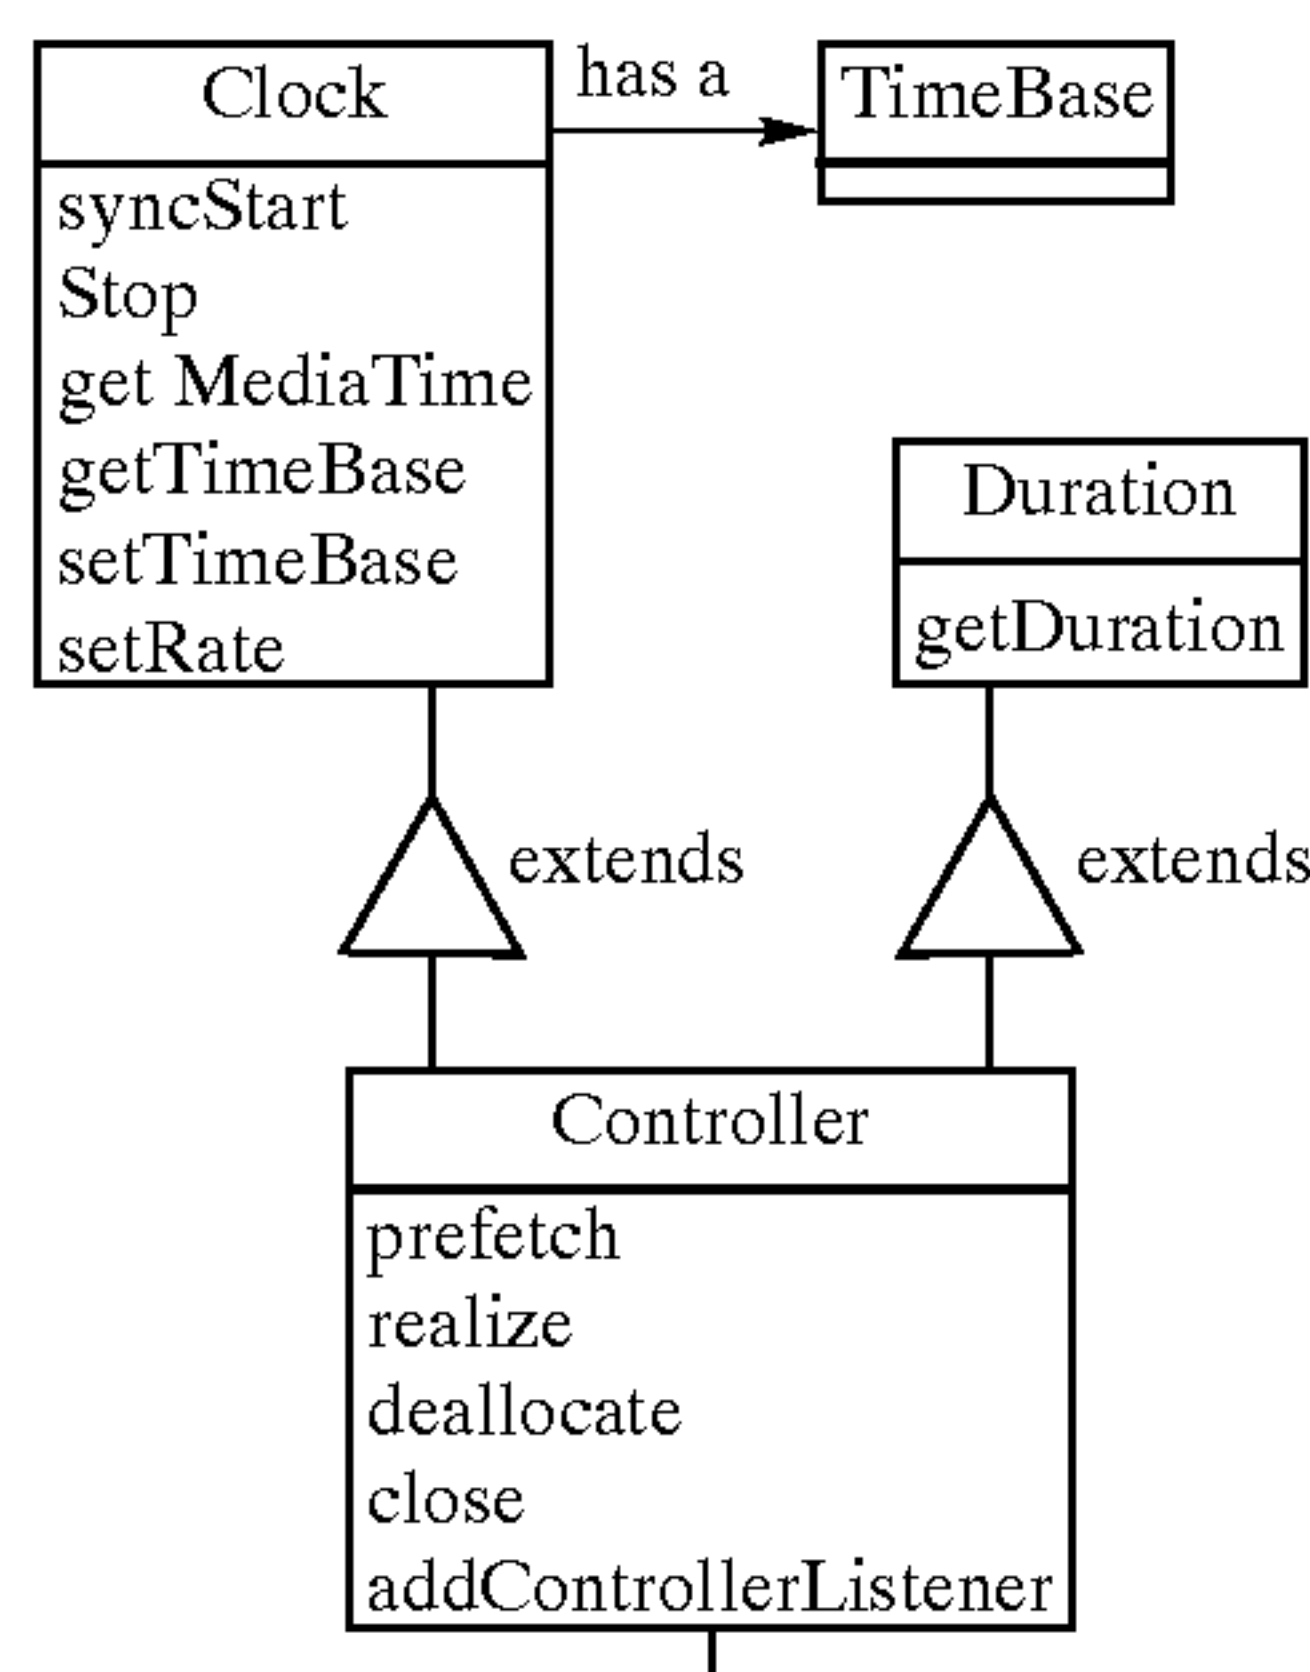 Clock
has a
TimeBase
syncStart
Stop
get MediaTime
getTimeBase
setTimeBase
setRate
Duration
getDuration
extends
extends
Controller
prefetch
realize
deallocate
close
addControllerListener